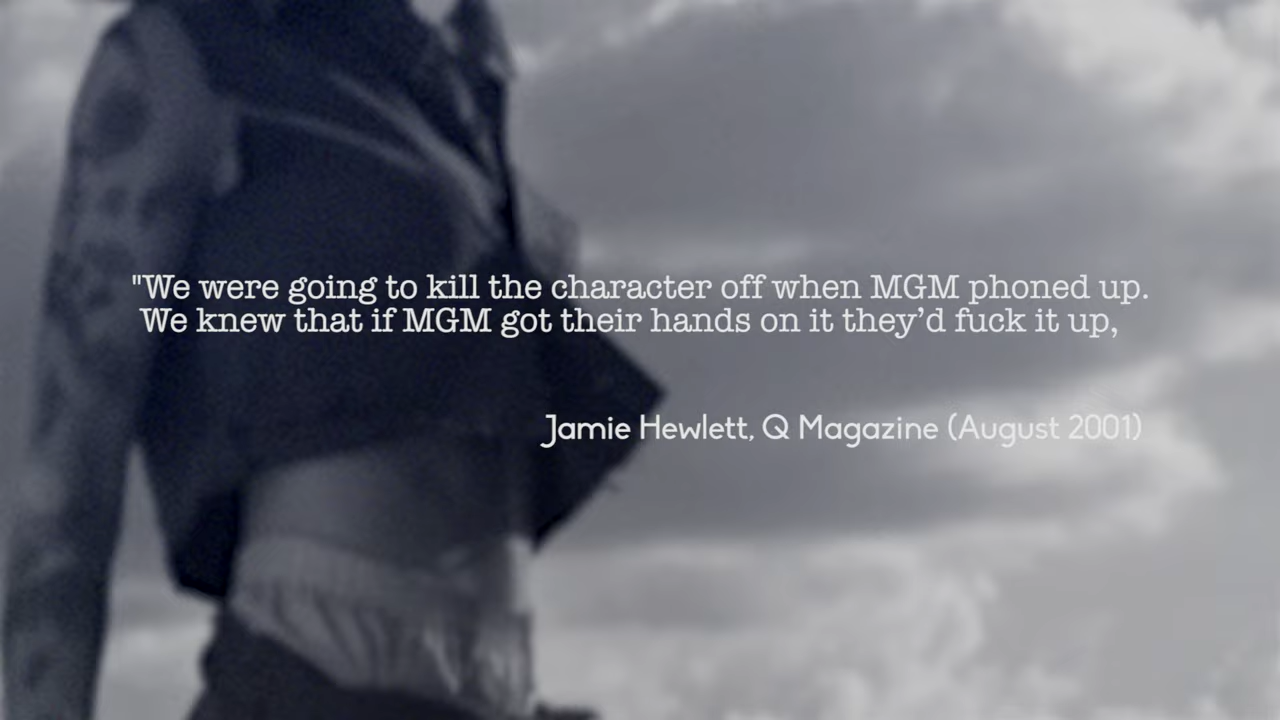 "We were going to kill the character off when MGM phoned up.
We knew that if MGM got their hands on it they’d fuck it up,
Jamie Hewlett, Q Magazine (August 2001)